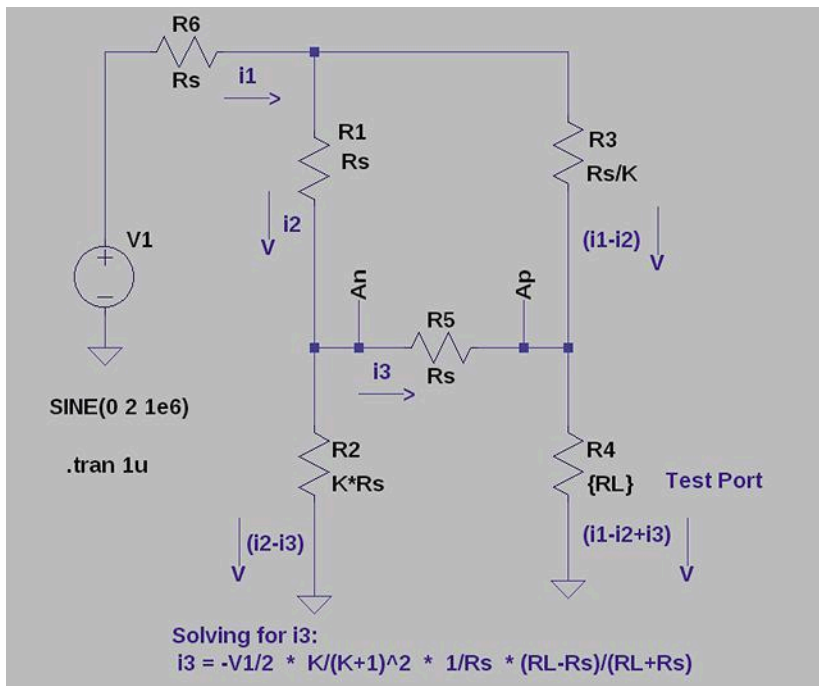 R6
Rs
i1
R1
Rs
R3
Rs/K
i2
(i1-i2)
V
V
V1
An
Ap
R5
i3
Rs
SINE(0 2 1e6)
.tran 1u
R2
K*Rs
R4
{RL}
Test Port
(i2-i3)
V
(i1-i2+i3)
V
Solving for i3:
i3 = -V1/2 * K/(K+1)^2 * 1/Rs * (RL-Rs)/(RL+Rs)